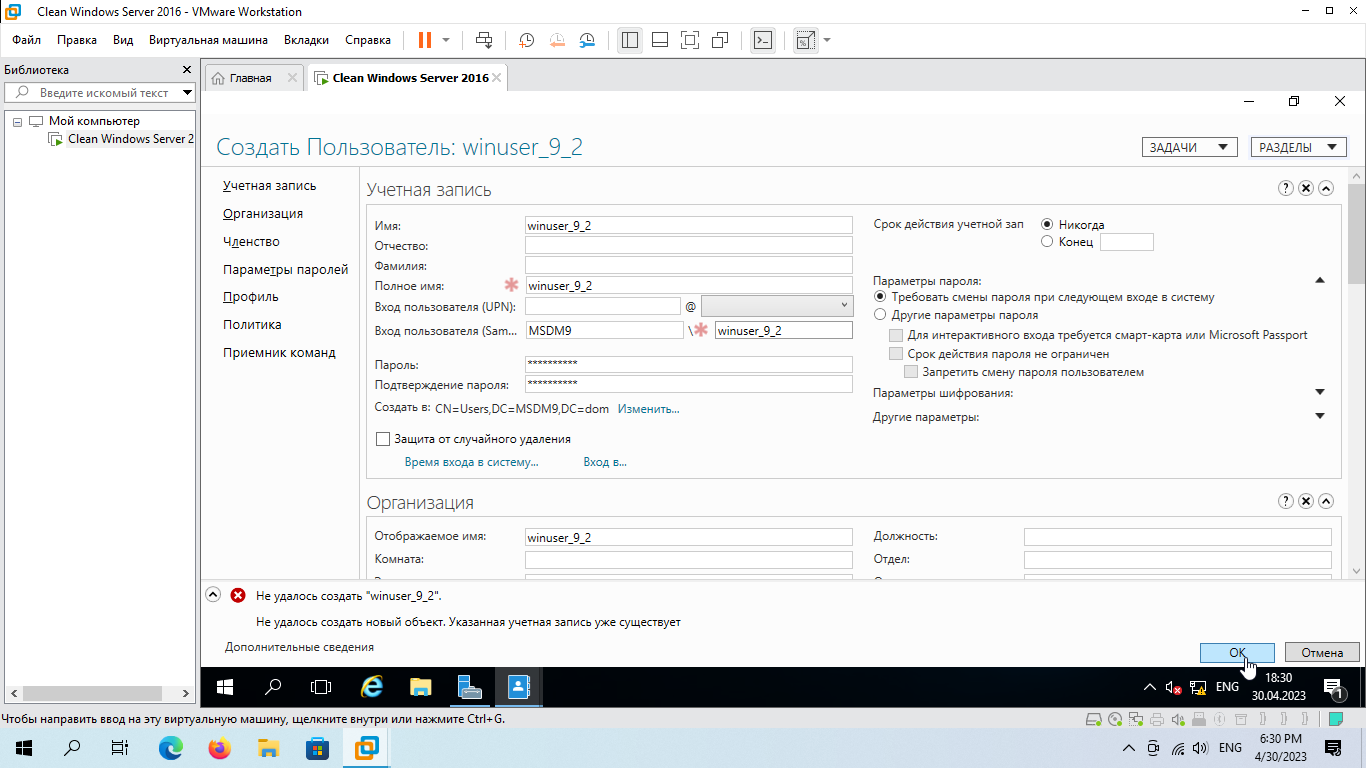 Clean Windows Server 2016 - VMware Workstation
Файл Правка Вид Виртуальная машина Вкладки Справка
Библиотека
Введите искомый текст
Мой компьютер
Clean Windows Server 2
Главная
Clean Windows Server 2016
Создать Пользователь: winuser_9_2
ЗАДАЧИ
РАЗДЕЛЫ
Учетная запись
Организация
Членство
Параметры паролей
Профиль
Политика
Приемник команд
Учетная запись
Имя: winuser_9_2
Отчество:
Фамилия:
Полное имя: * winuser_9_2
Вход пользователя (UPN): @
Вход пользователя (Sam... MSDM9 \* winuser_9_2
Пароль: **********
Подтверждение пароля: **********
Создать в: CN=Users,DC=MSDM9,DC=dom Изменить...
Защита от случайного удаления
Время входа в систему... Вход в...
Срок действия учетной зап Никогда
Конец
Параметры пароля:
Требовать смены пароля при следующем входе в систему
Другие параметры пароля
Для интерактивного входа требуется смарт-карта или Microsoft Passport
Срок действия пароля не ограничен
Запретить смену пароля пользователем
Параметры шифрования:
Другие параметры:
Организация
Отображаемое имя: winuser_9_2
Комната:
Должность:
Отдел:
Не удалось создать "winuser_9_2".
Не удалось создать новый объект. Указанная учетная запись уже существует
Дополнительные сведения
ОК
Отмена
ENG
18:30
30.04.2023
1
Чтобы направить ввод на эту виртуальную машину, щелкните внутри или нажмите Ctrl+G.
ENG
6:30 PM
4/30/2023